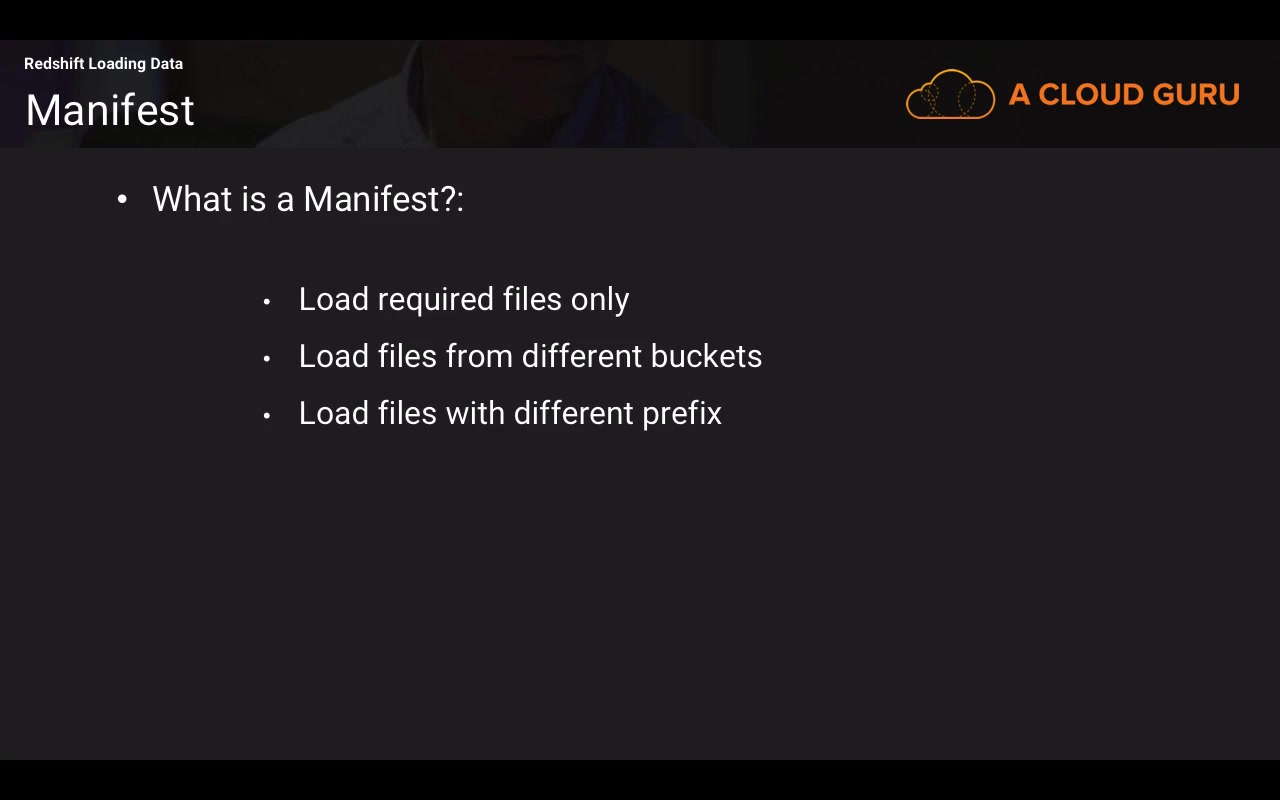 Redshift Loading Data
Manifest
A CLOUD GURU
• What is a Manifest?:
• Load required files only
• Load files from different buckets
• Load files with different prefix